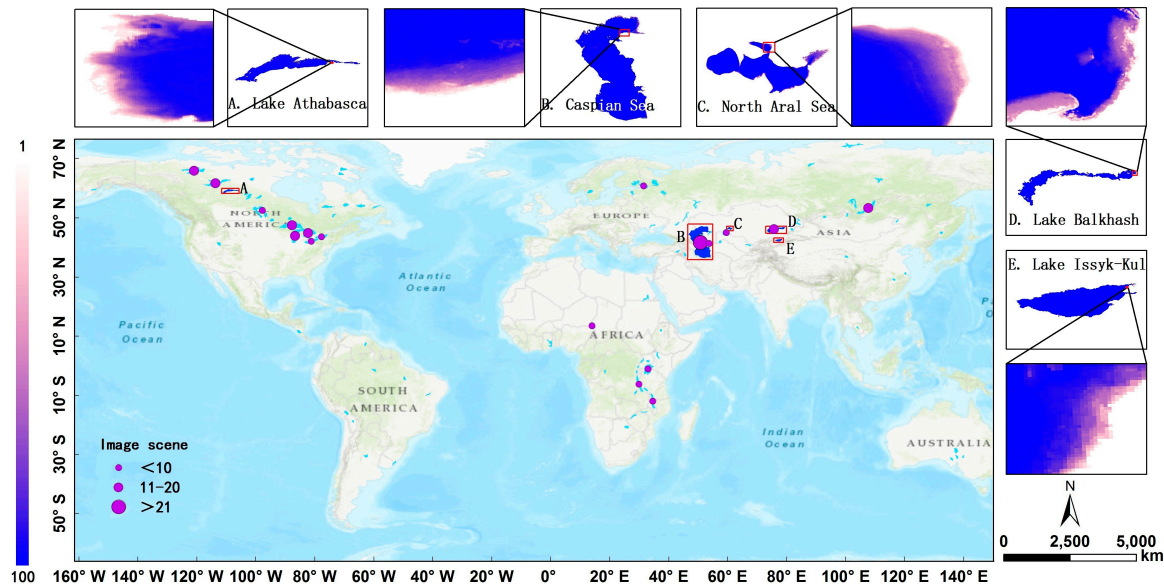 A. Lake Athabasca
B. Caspian Sea
C. North Aral Sea
D. Lake Balkhash
E. Lake Issyk-Kul
1
100
70° N
50° N
30° N
10° N
10° S
30° S
50° S
A
B
C
D
E
NORTH
AMERIC
EUROPE
ASIA
Atlantic
Ocean
Pacific
Ocean
AFRICA
SOUTH
AMERICA
Indian
Ocean
AUSTRALIA
Image scene
<10
11-20
>21
N
0 2,500 5,000
km
160° W 140° W 120° W 100° W 80° W 60° W 40° W 20° W 0° 20° E 40° E 60° E 80° E 100° E 120° E 140° E